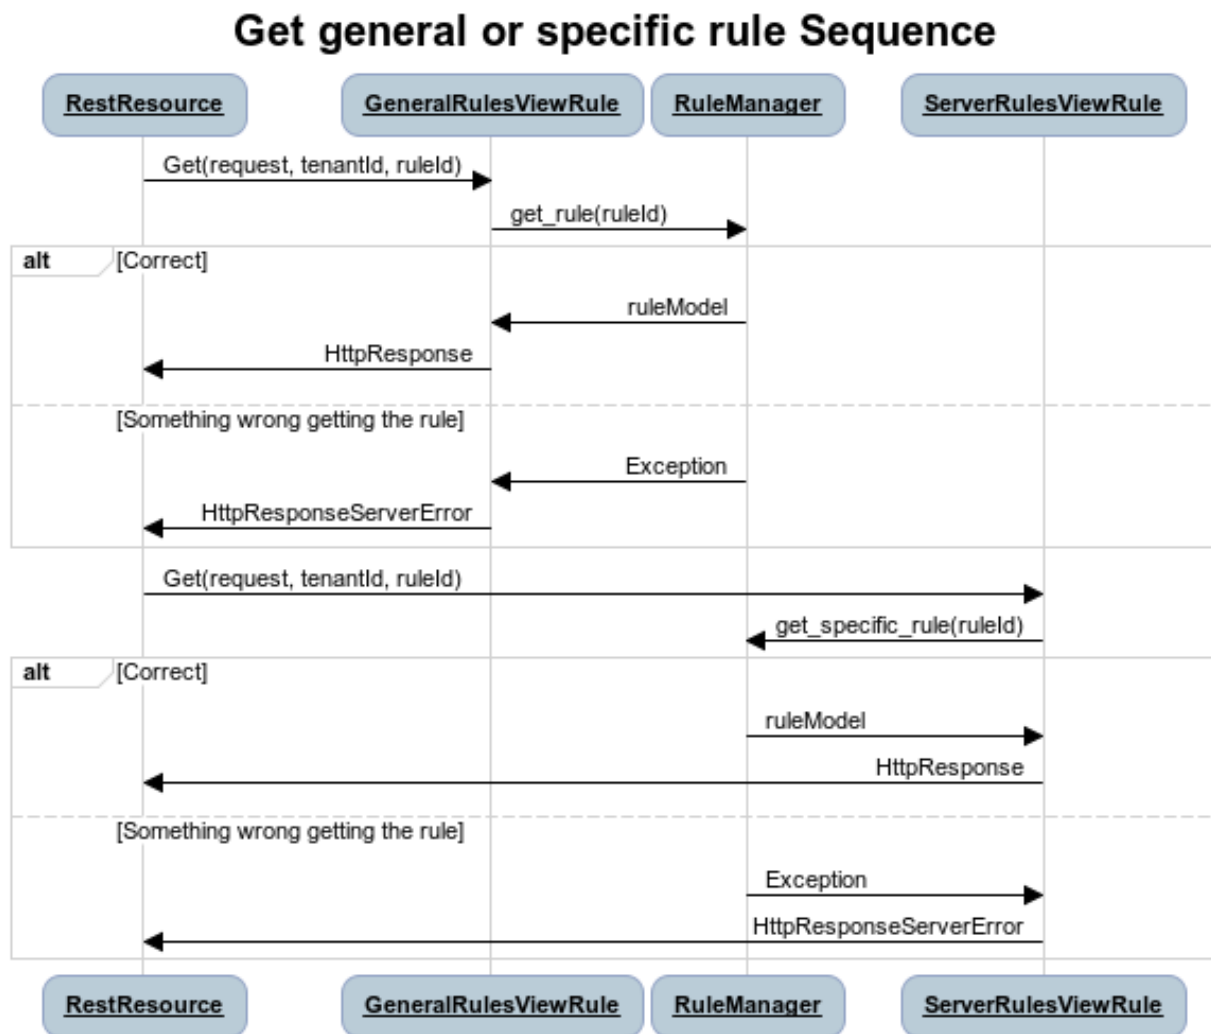 Get general or specific rule Sequence
RestResource GeneralRulesViewRule RuleManager ServerRulesViewRule
Get(request, tenantId, ruleId)
get_rule(ruleId)
alt [Correct]
ruleModel
HttpResponse
[Something wrong getting the rule]
Exception
HttpResponseServerError
Get(request, tenantId, ruleId)
get_specific_rule(ruleId)
alt [Correct]
ruleModel
HttpResponse
[Something wrong getting the rule]
Exception
HttpResponseServerError
RestResource GeneralRulesViewRule RuleManager ServerRulesViewRule